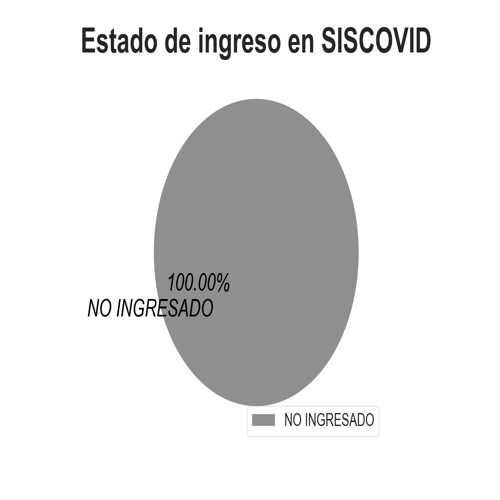 Estado de ingreso en SISCOVID
100.00%
NO INGRESADO
NO INGRESADO